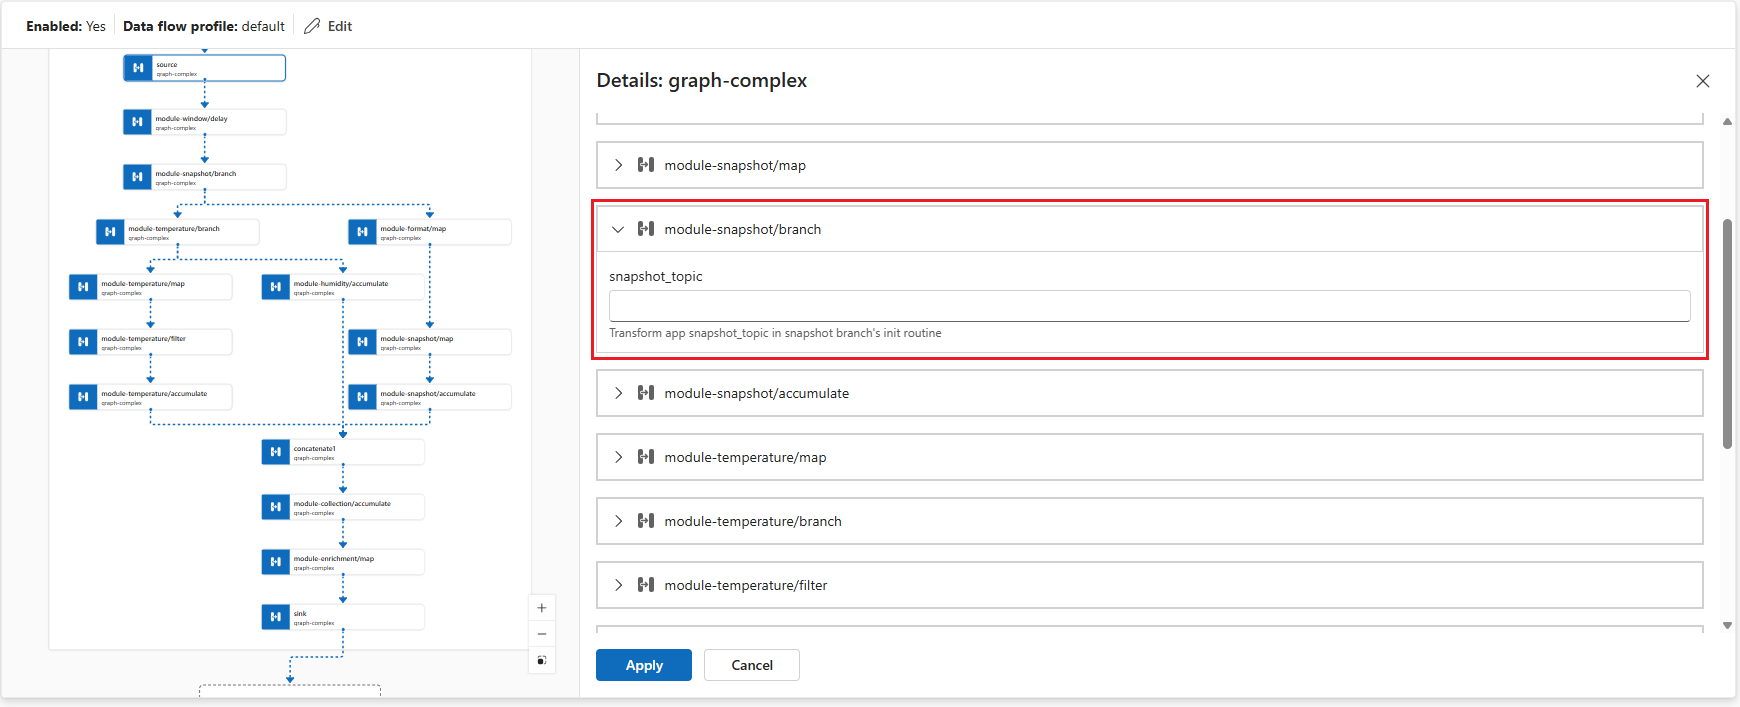 Enabled: Yes Data flow profile: default Edit
source
graph-complex
module-window/delay
graph-complex
module-snapshot/branch
graph-complex
module-temperature/branch
graph-complex
module-format/map
graph-complex
module-temperature/map
graph-complex
module-humidity/accumulate
graph-complex
module-temperature/filter
graph-complex
module-snapshot/map
graph-complex
module-temperature/accumulate
graph-complex
module-snapshot/accumulate
graph-complex
concatenate1
graph-complex
module-collection/accumulate
graph-complex
module-enrichment/map
graph-complex
sink
graph-complex
Details: graph-complex
module-snapshot/map
module-snapshot/branch
snapshot_topic
Transform app snapshot_topic in snapshot branch's init routine
module-snapshot/accumulate
module-temperature/map
module-temperature/branch
module-temperature/filter
Apply Cancel